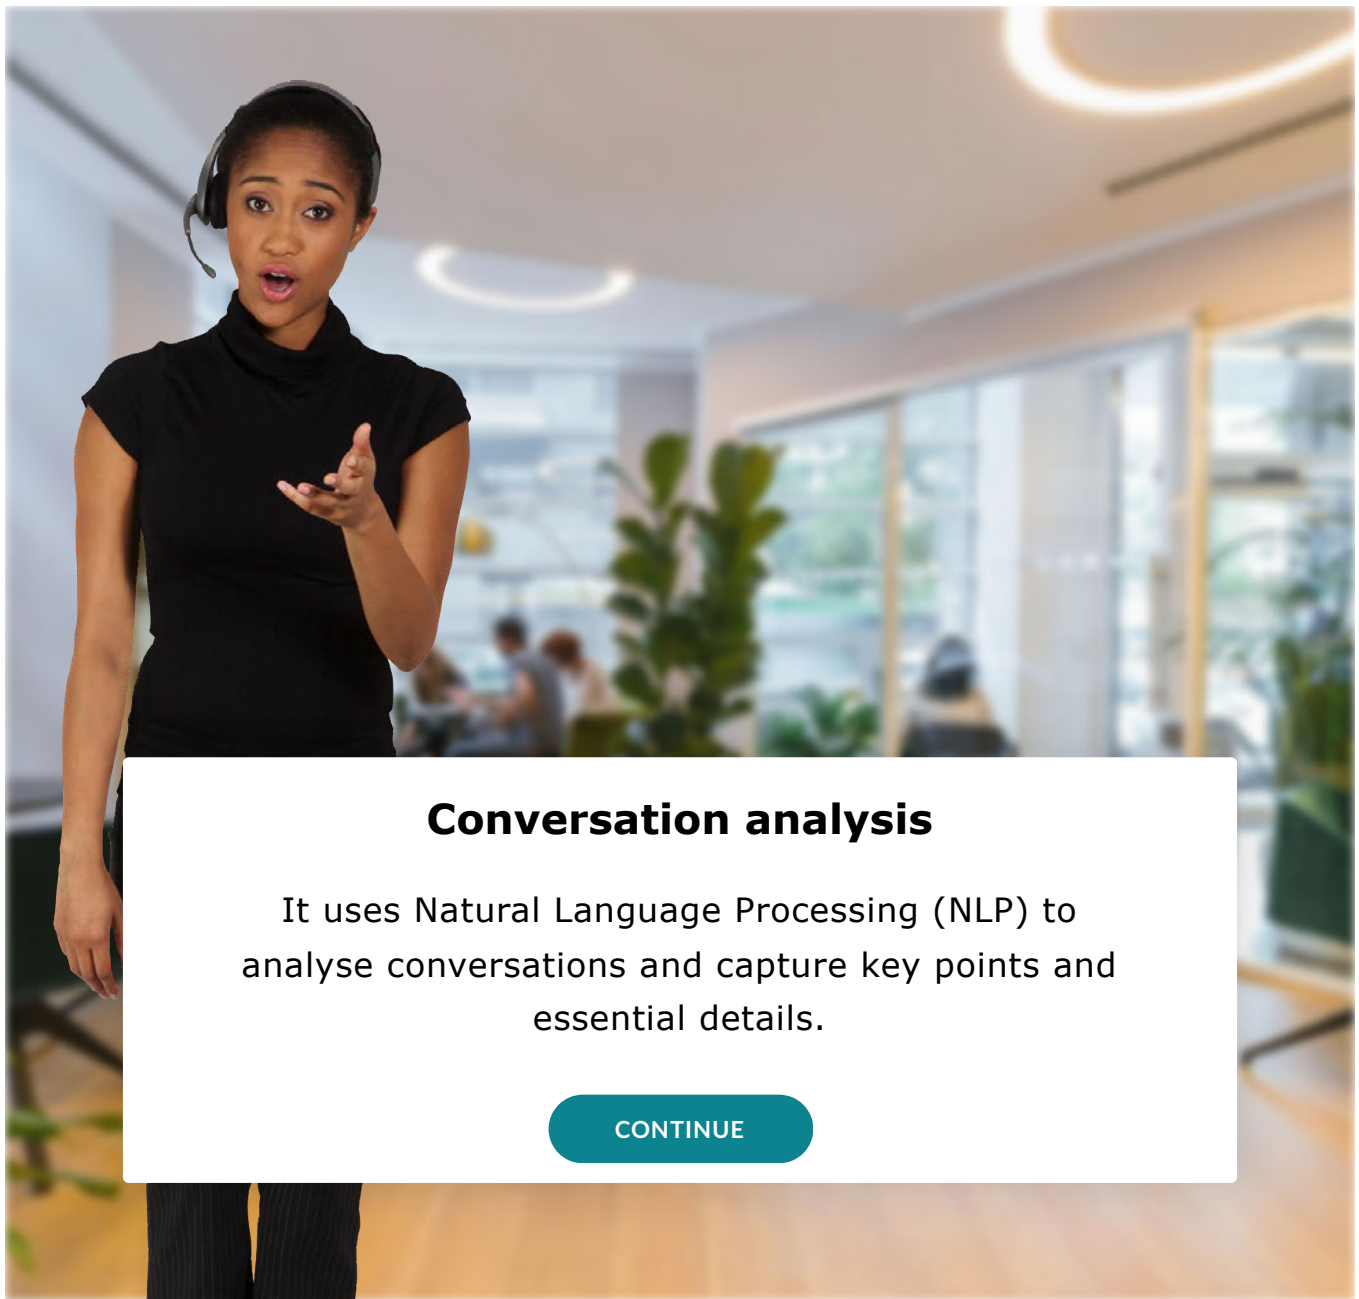 Conversation analysis
It uses Natural Language Processing (NLP) to
analyse conversations and capture key points and
essential details.
CONTINUE